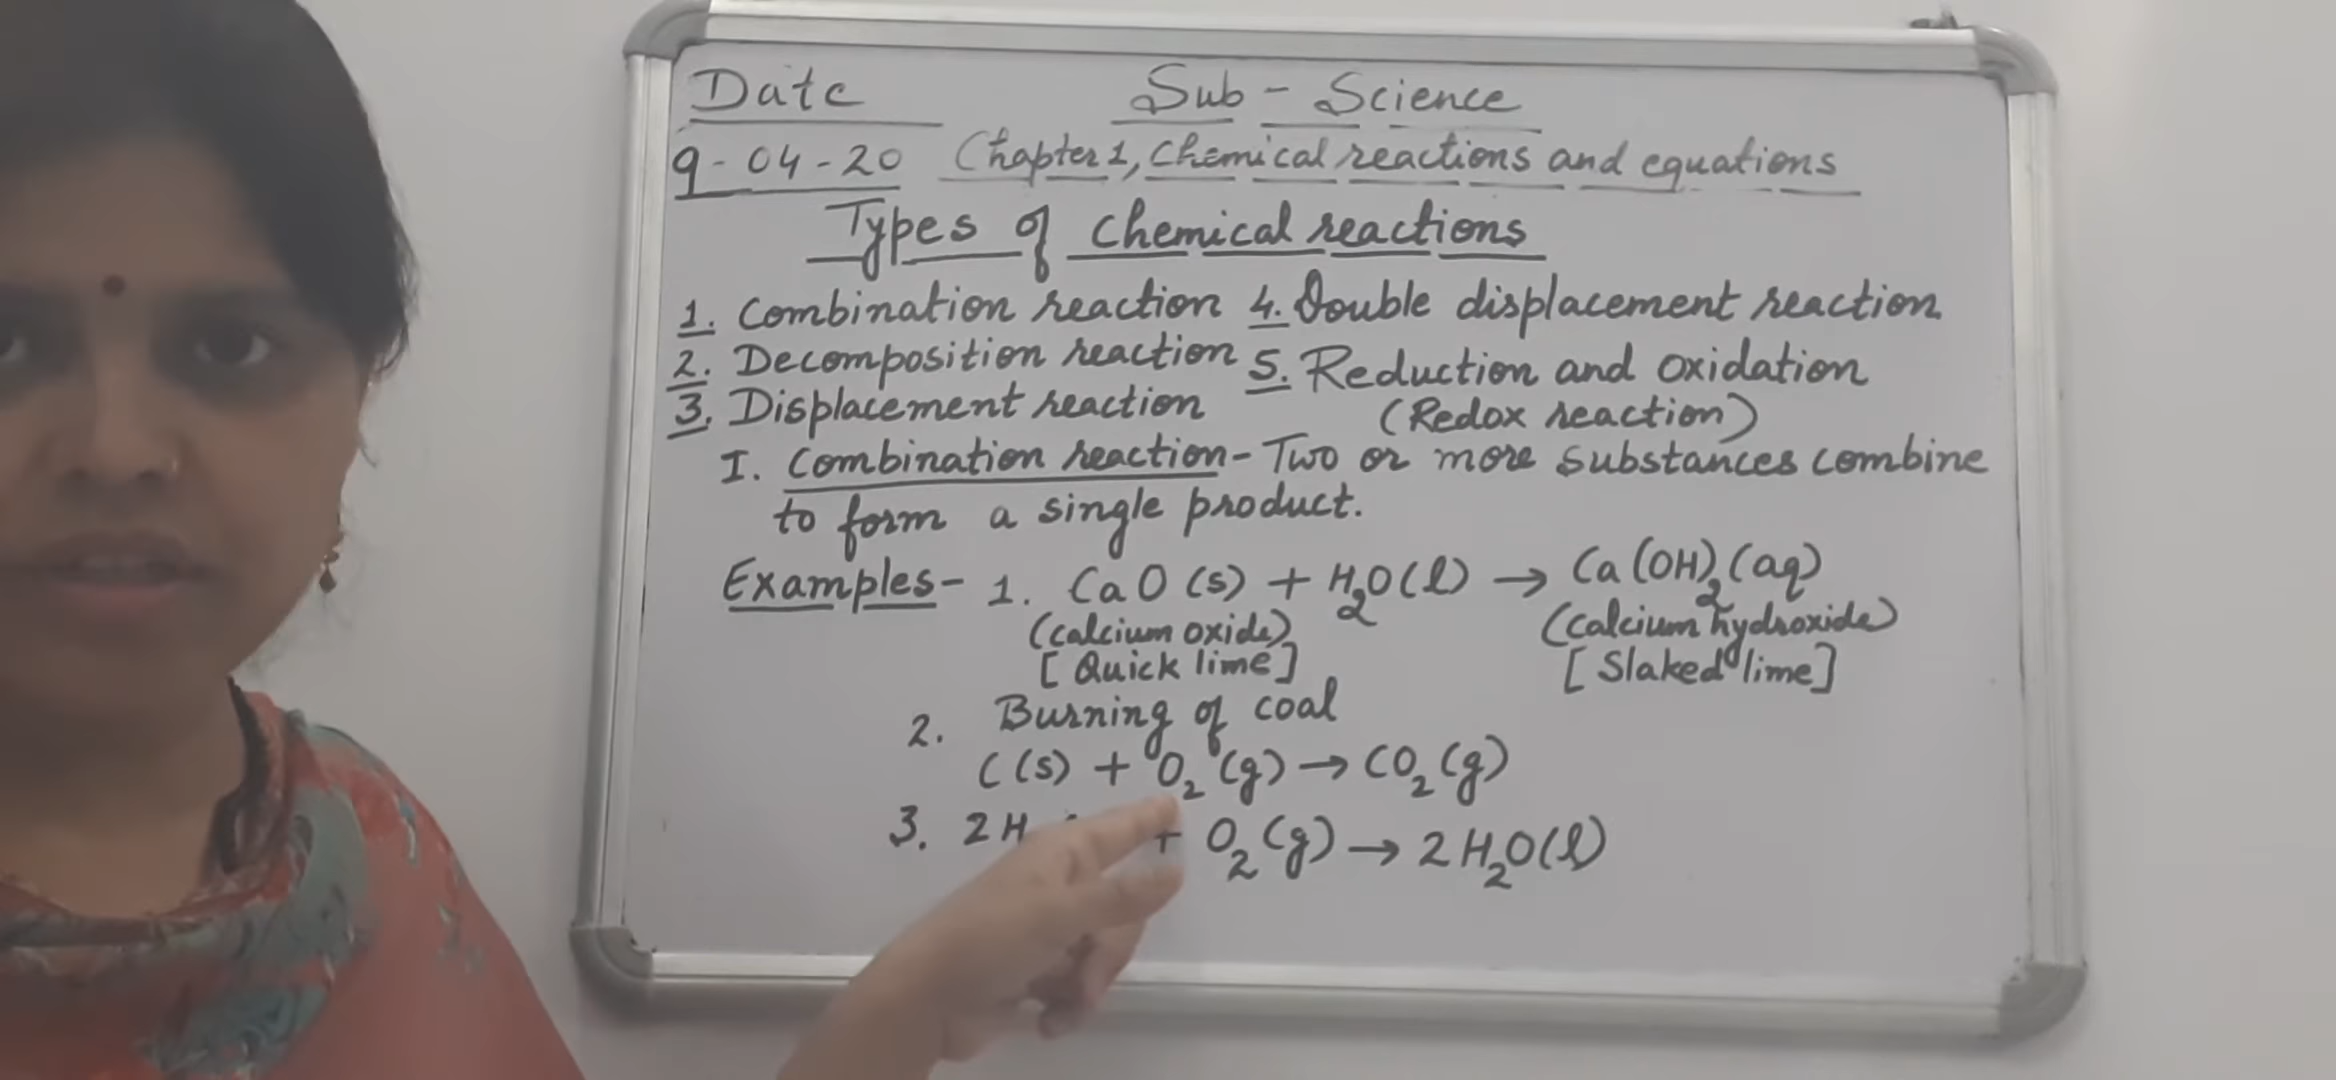 Date Sub - Science
9-04-20 Chapter 1, Chemical reactions and equations
Types of chemical reactions
1. Combination reaction 4. Double displacement reaction
2. Decomposition reaction 5. Reduction and oxidation
3. Displacement reaction (Redox reaction)
I. Combination reaction - Two or more substances combine
to form a single product.
Examples - 1. CaO (s) + H₂O (l) → Ca(OH)₂ (aq)
(calcium oxide) (calcium hydroxide)
[Quick lime] [Slaked lime]
2. Burning of coal
C (s) + O₂ (g) → CO₂ (g)
3. 2H + O₂ (g) → 2H₂O (l)